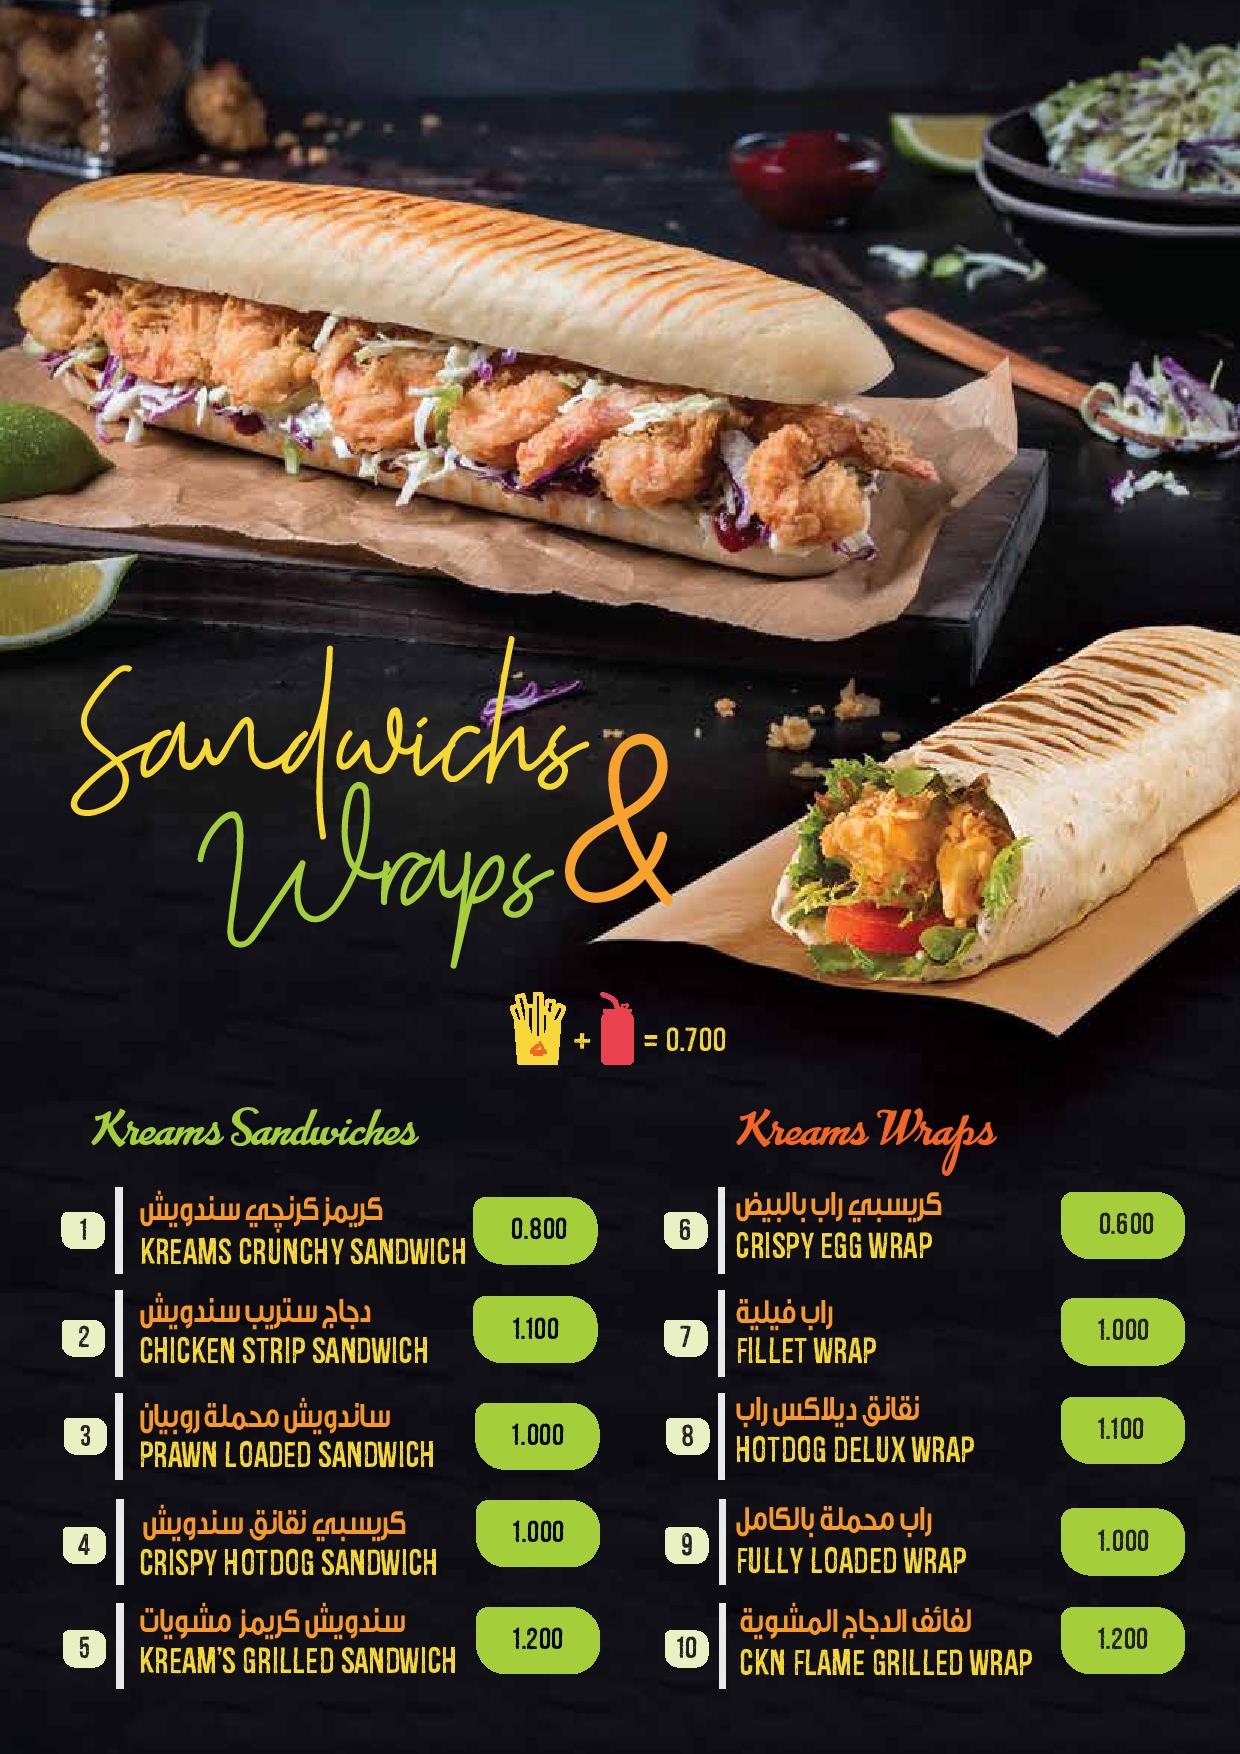 Sandwichs
&
Wraps
+ = 0.700
Kreams Sandwiches
1
كريمز كرنچي سندويش
KREAMS CRUNCHY SANDWICH
0.800
2
دجاج ستريب سندويش
CHICKEN STRIP SANDWICH
1.100
3
ساندويش محملة روبيان
PRAWN LOADED SANDWICH
1.000
4
كريسبي نقانق سندويش
CRISPY HOTDOG SANDWICH
1.000
5
سندويش كريمز مشويات
KREAM'S GRILLED SANDWICH
1.200
Kreams Wraps
6
كريسبي راب بالبيض
CRISPY EGG WRAP
0.600
7
راب فيلية
FILLET WRAP
1.000
8
نقانق ديلاكس راب
HOTDOG DELUX WRAP
1.100
9
راب محملة بالكامل
FULLY LOADED WRAP
1.000
10
لفائف الدجاج المشوية
CKN FLAME GRILLED WRAP
1.200